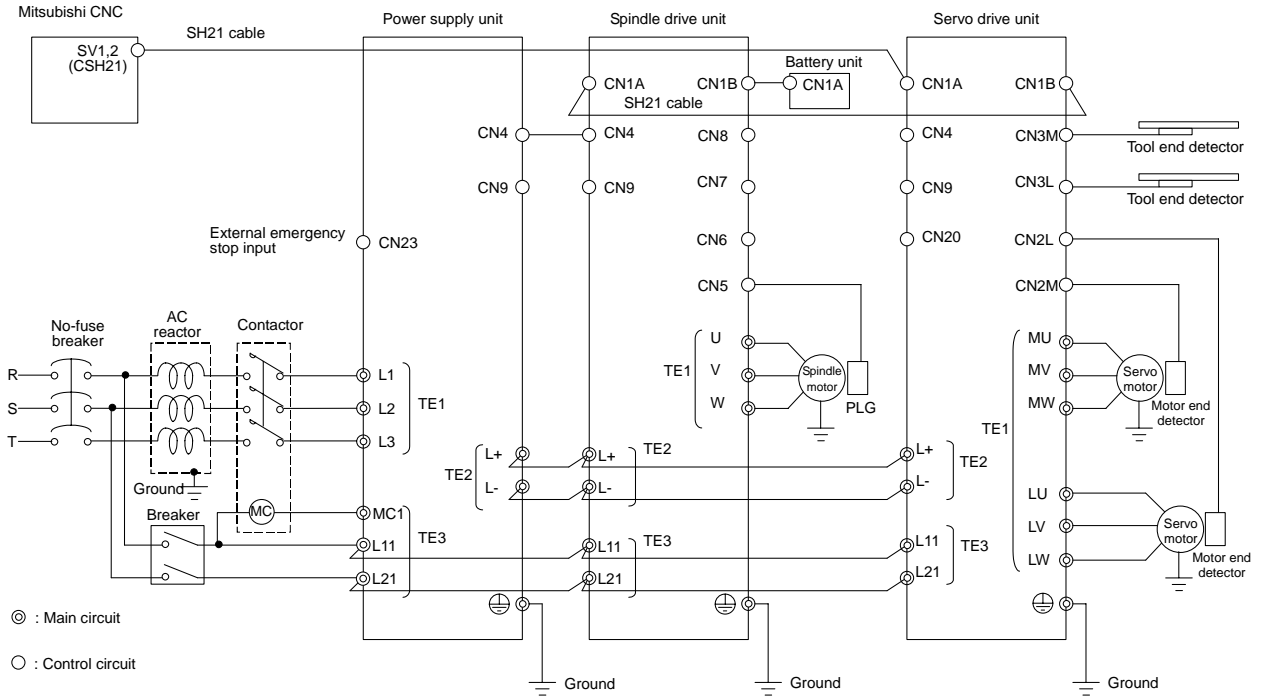 Mitsubishi CNC
SV1,2
(CSH21)
SH21 cable
Power supply unit
Spindle drive unit
Servo drive unit
Battery unit
CN1A
CN1B
CN1A
CN1A
CN1B
SH21 cable
CN4
CN4
CN8
CN4
CN3M
Tool end detector
CN9
CN9
CN7
CN9
CN3L
Tool end detector
External emergency
stop input
CN23
CN6
CN20
CN2L
CN5
CN2M
No-fuse
breaker
AC
reactor
Contactor
R
S
T
L1
L2
L3
TE1
TE1
U
V
W
Spindle
motor
PLG
TE1
MU
MV
MW
Servo
motor
Motor end
detector
TE2
L+
L-
L+
L-
TE2
L+
L-
TE2
LU
LV
LW
Servo
motor
Motor end
detector
Ground
Breaker
MC
MC1
L11
L21
TE3
L11
L21
TE3
L11
L21
TE3
: Main circuit
: Control circuit
Ground
Ground
Ground